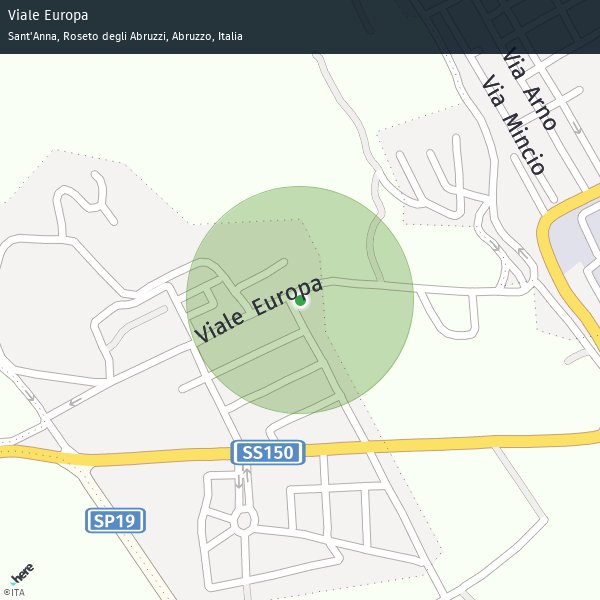 Viale Europa
Sant'Anna, Roseto degli Abruzzi, Abruzzo, Italia
Via Arno
Via Mincio
Viale Europa
SS150
SP19
here
©ITA